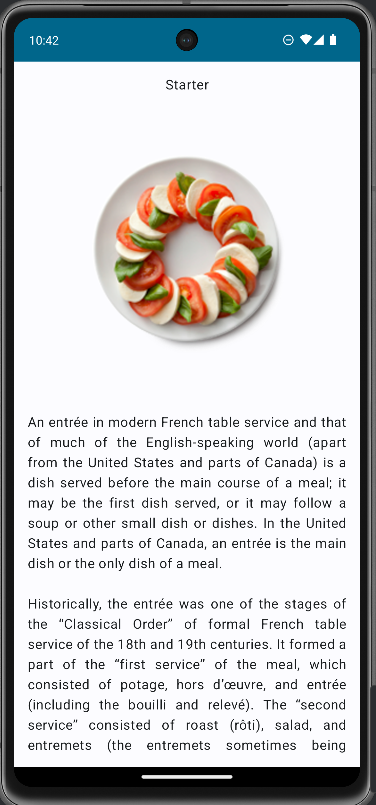 10:42
Starter
An entrée in modern French table service and that
of much of the English-speaking world (apart
from the United States and parts of Canada) is a
dish served before the main course of a meal; it
may be the first dish served, or it may follow a
soup or other small dish or dishes. In the United
States and parts of Canada, an entrée is the main
dish or the only dish of a meal.
Historically, the entrée was one of the stages of
the “Classical Order” of formal French table
service of the 18th and 19th centuries. It formed a
part of the “first service” of the meal, which
consisted of potage, hors d’œuvre, and entrée
(including the bouilli and relevé). The “second
service” consisted of roast (rôti), salad, and
entremets (the entremets sometimes being